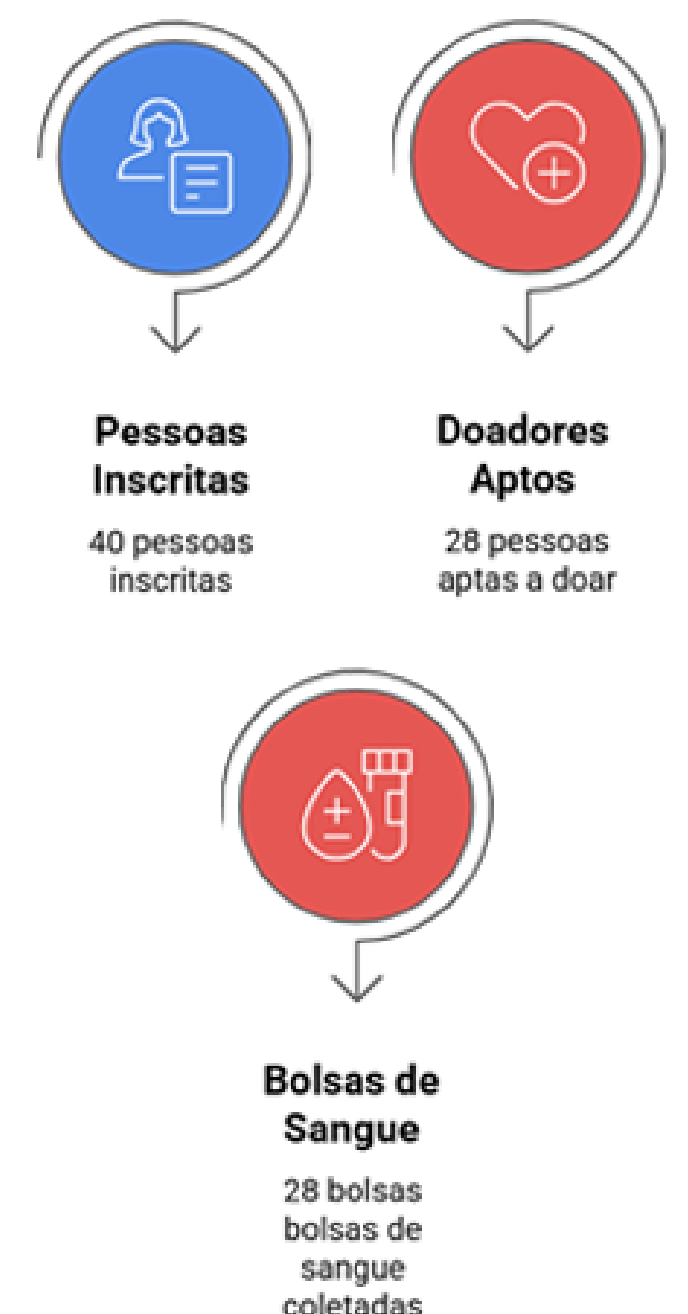 Pessoas
Inscritas
40 pessoas
inscritas
Doadores
Aptos
28 pessoas
aptas a doar
Bolsas de
Sangue
28 bolsas
bolsas de
sangue
coletadas